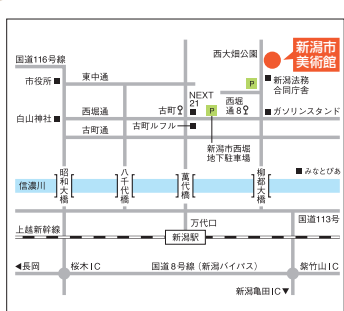 国道116号線
西大畑公園
新潟市
美術館
市役所
東中通
P
新潟法務
合同庁舎
NEXT
21
西堀通
古町
P
西堀
通8
ガソリンスタンド
白山神社
古町通
古町ルフル
新潟市西堀
地下駐車場
みなとぴあ
信濃川
昭和大橋
八千代橋
萬代橋
柳都大橋
万代口
国道113号
上越新幹線
新潟駅
◀長岡
桜木IC
国道8号線(新潟バイパス)
紫竹山IC
新潟亀田IC▼